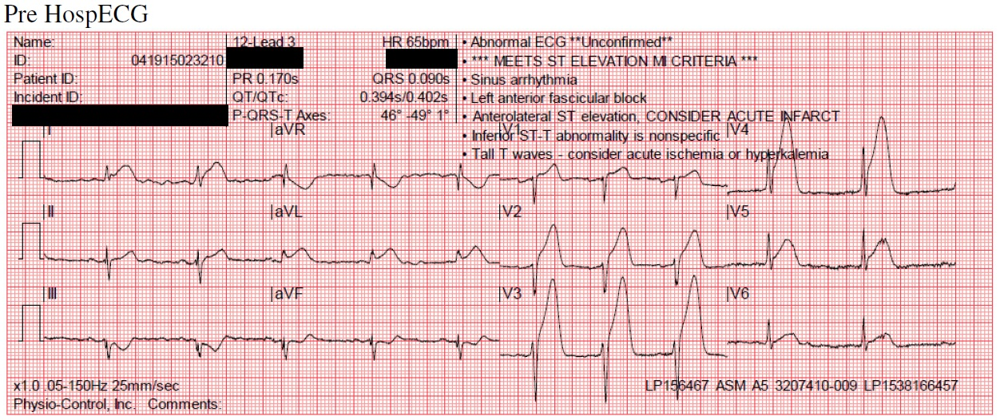 Pre HospECG
Name:
ID: 041915023210
Patient ID:
Incident ID:
12-Lead 3 HR 65bpm
PR 0.170s QRS 0.090s
QT/QTc: 0.394s/0.402s
P-QRS-T Axes: 46° -49° 1°
• Abnormal ECG **Unconfirmed**
• *** MEETS ST ELEVATION MI CRITERIA ***
• Sinus arrhythmia
• Left anterior fascicular block
• Anterolateral ST elevation, CONSIDER ACUTE INFARCT
• Inferior ST-T abnormality is nonspecific
• Tall T waves - consider acute ischemia or hyperkalemia
I aVR V1 V4
II aVL V2 V5
III aVF V3 V6
x1.0 .05-150Hz 25mm/sec
LP156467 ASM A5 3207410-009 LP1538166457
Physio-Control, Inc. Comments: